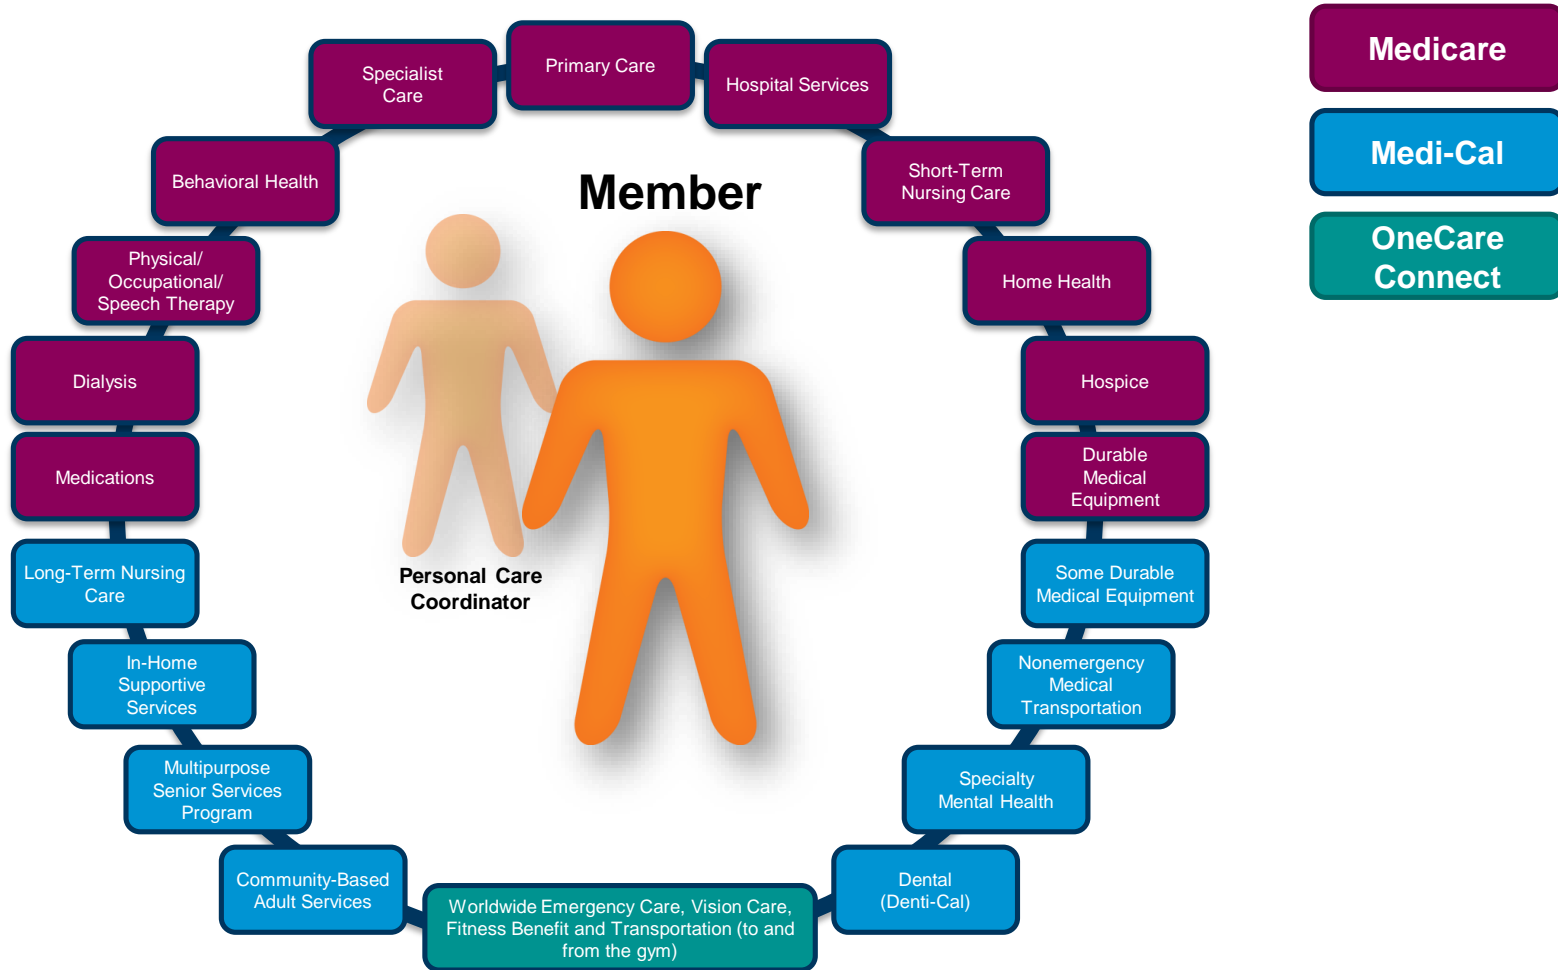 Primary Care
Hospital Services
Short-Term
Nursing Care
Home Health
Hospice
Durable
Medical
Equipment
Some Durable
Medical Equipment
Nonemergency
Medical
Transportation
Specialty
Mental Health
Dental
(Denti-Cal)
Worldwide Emergency Care, Vision Care,
Fitness Benefit and Transportation (to and
from the gym)
Community-Based
Adult Services
Multipurpose
Senior Services
Program
In-Home
Supportive
Services
Long-Term Nursing
Care
Medications
Dialysis
Physical/
Occupational/
Speech Therapy
Behavioral Health
Specialist
Care
Member
Personal Care
Coordinator
Medicare
Medi-Cal
OneCare
Connect